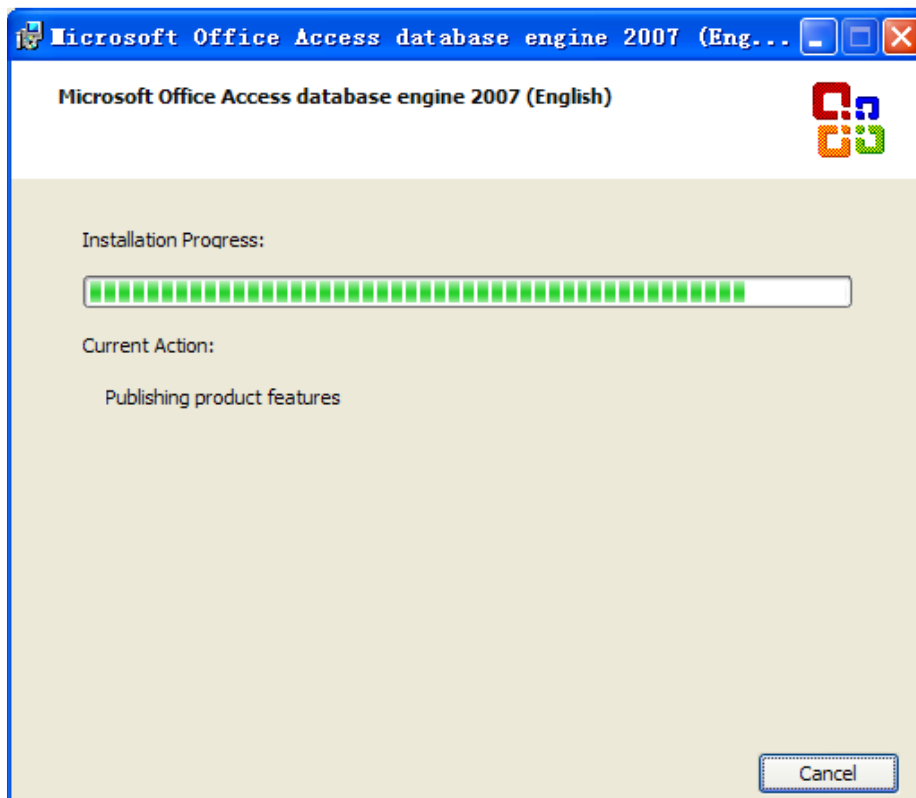 Microsoft Office Access database engine 2007 (Eng...
Microsoft Office Access database engine 2007 (English)
Installation Progress:
Current Action:
Publishing product features
Cancel